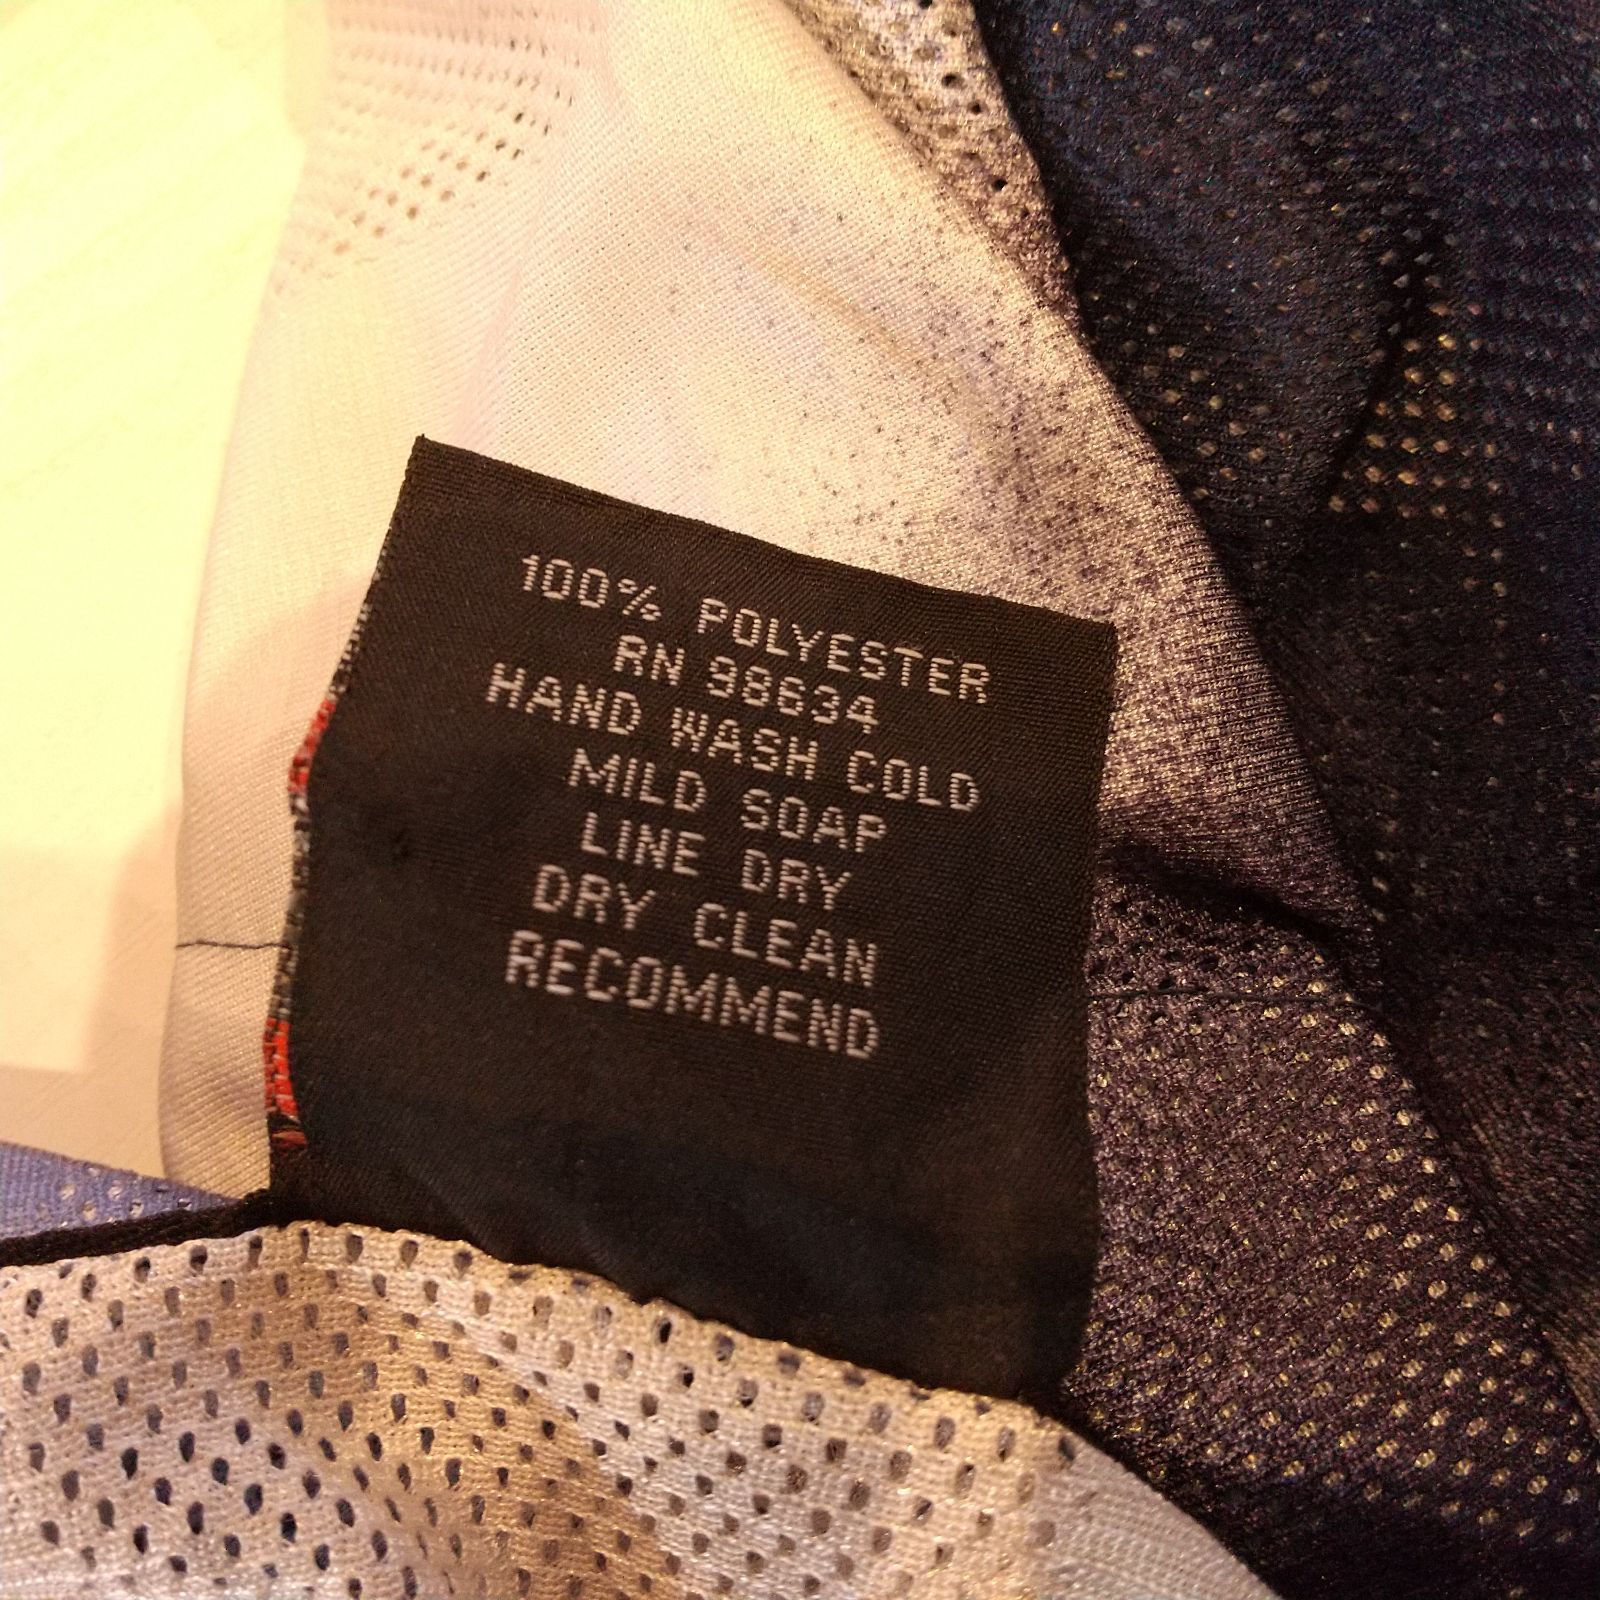 100% POLYESTER
RN 98634
HAND WASH COLD
MILD SOAP
LINE DRY
DRY CLEAN
RECOMMEND